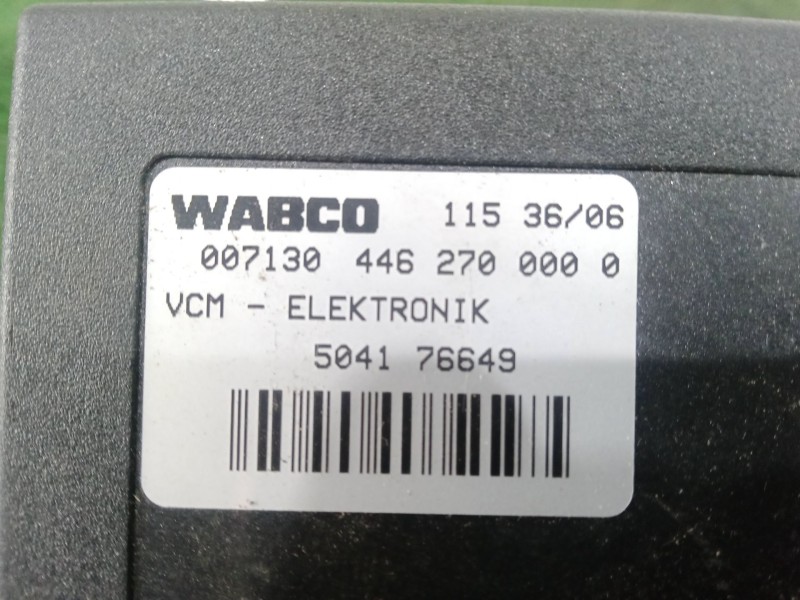 WABCO 115 36/06
007130 446 270 000 0
VCM - ELEKTRONIK
5041 76649